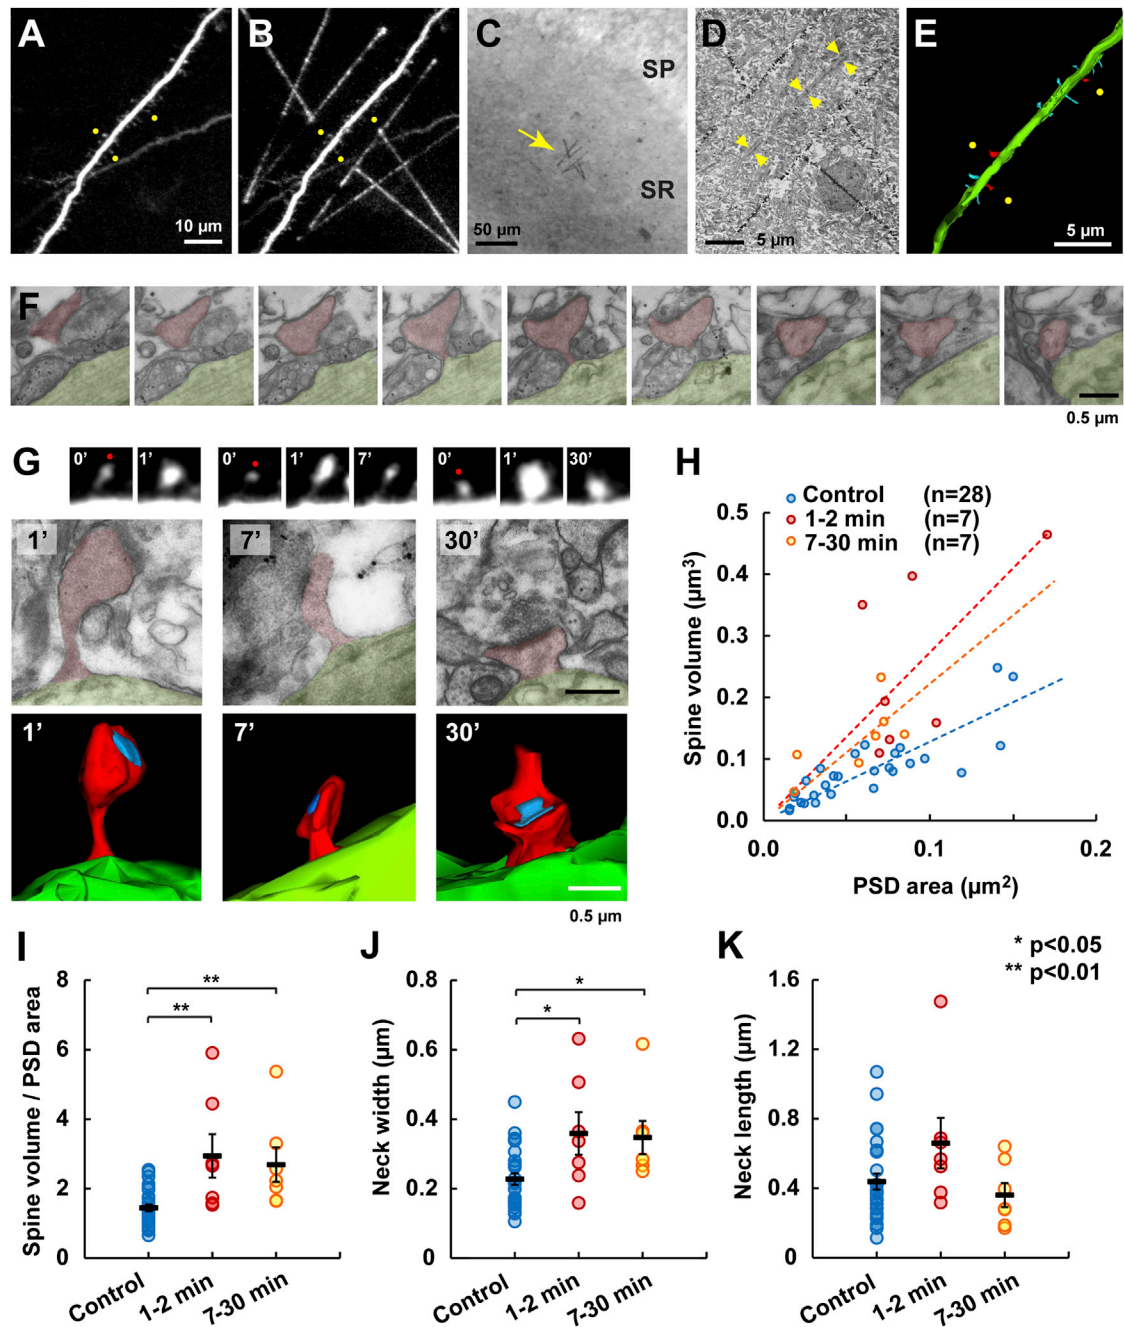 A
10 µm
B
C
SP
SR
50 µm
D
5 µm
E
5 µm
F
0.5 µm
G
0’
1’
0’
1’
7’
0’
1’
30’
1’
7’
30’
1’
7’
30’
0.5 µm
H
Control (n=28)
1-2 min (n=7)
7-30 min (n=7)
Spine volume (µm³)
0.5
0.4
0.3
0.2
0.1
0.0
0.0 0.1 0.2
PSD area (µm²)
I
Spine volume / PSD area
8
6
4
2
0
**
**
Control
1-2 min
7-30 min
J
Neck width (µm)
0.8
0.6
0.4
0.2
0
*
*
Control
1-2 min
7-30 min
K
* p<0.05
** p<0.01
Neck length (µm)
1.6
1.2
0.8
0.4
0
Control
1-2 min
7-30 min